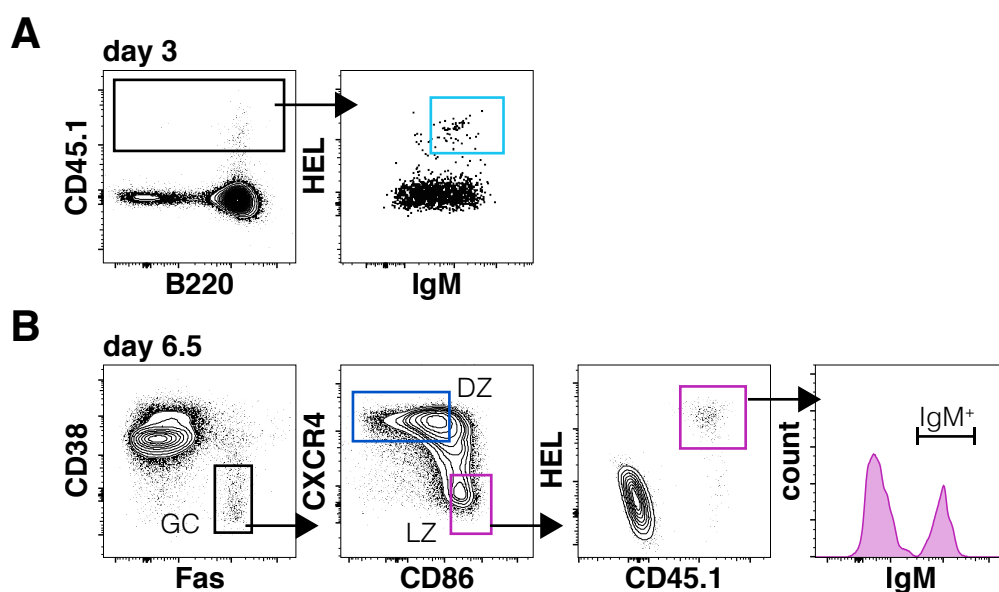 A
day 3
CD45.1
B220
HEL
IgM
B
day 6.5
CD38
GC
Fas
CXCR4
DZ
LZ
CD86
HEL
CD45.1
count
IgM⁺
IgM